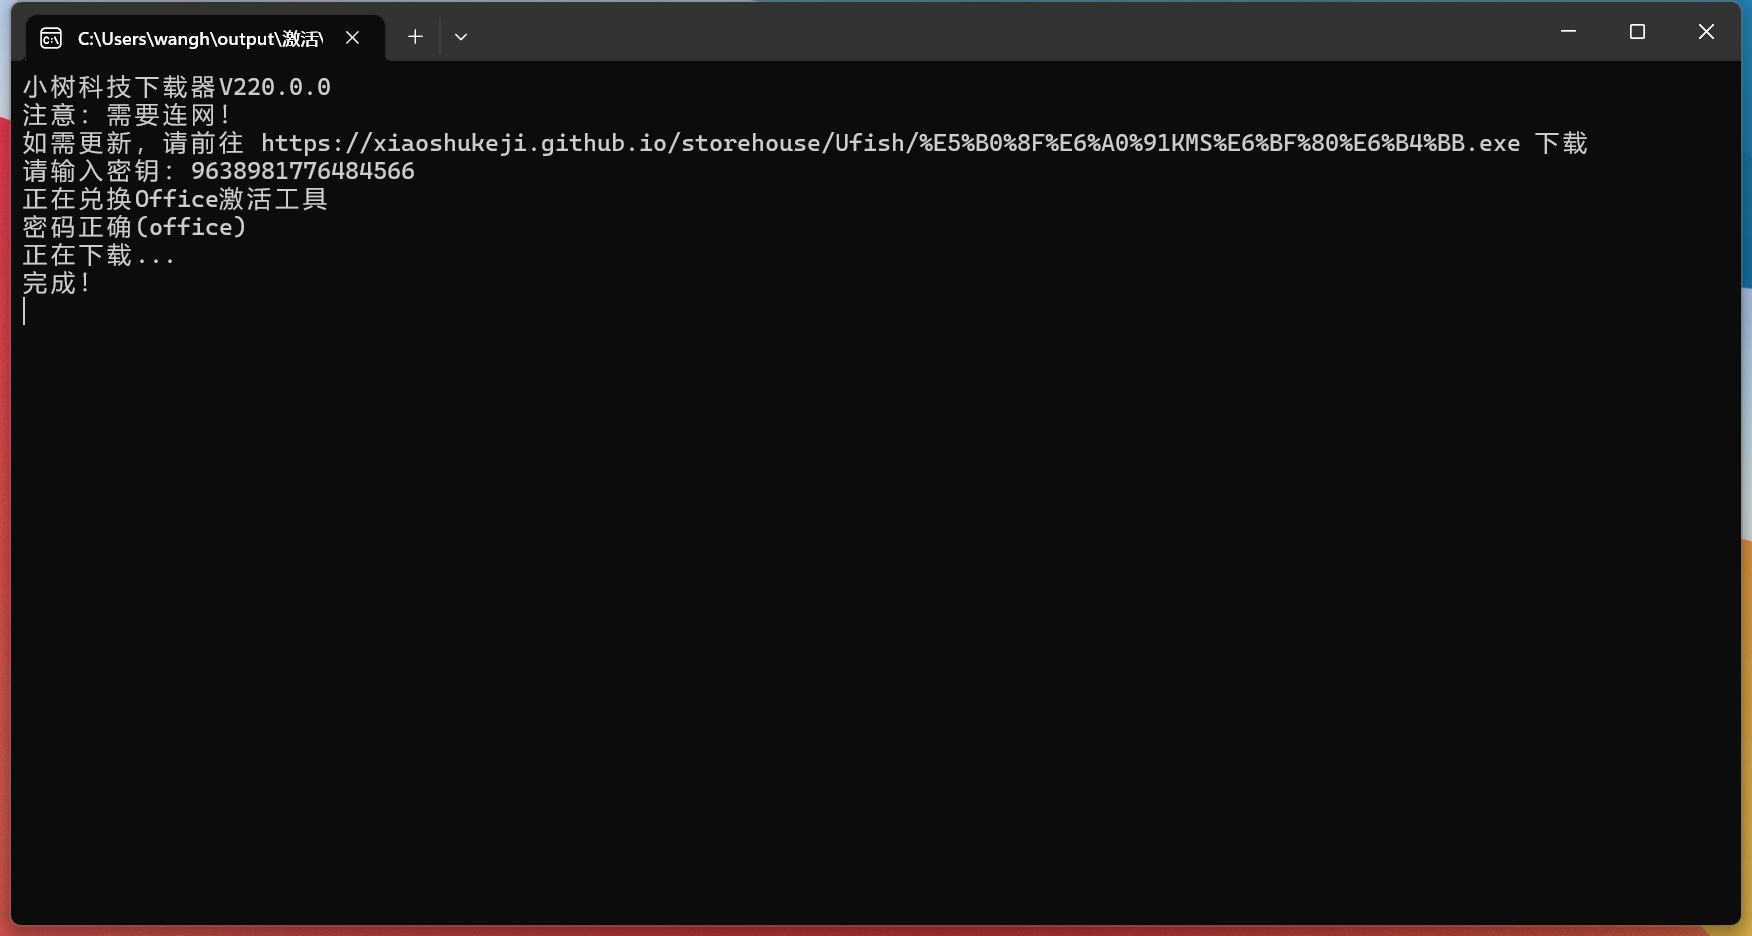 C:\Users\wangh\output\激活\
小树科技下载器V220.0.0
注意：需要连网！
如需更新，请前往 https://xiaoshukeji.github.io/storehouse/Ufish/%E5%B0%8F%E6%A0%91KMS%E6%BF%80%E6%B4%BB.exe 下载
请输入密钥：9638981776484566
正在兑换Office激活工具
密码正确(office)
正在下载...
完成！